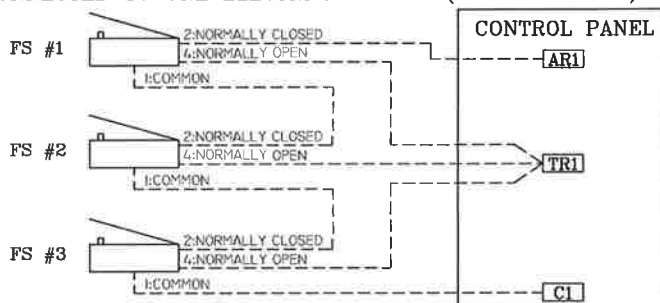 CONTROL PANEL
FS #1
2:NORMALLY CLOSED
4:NORMALLY OPEN
1:COMMON
AR1
FS #2
2:NORMALLY CLOSED
4:NORMALLY OPEN
1:COMMON
TR1
FS #3
2:NORMALLY CLOSED
4:NORMALLY OPEN
1:COMMON
C1